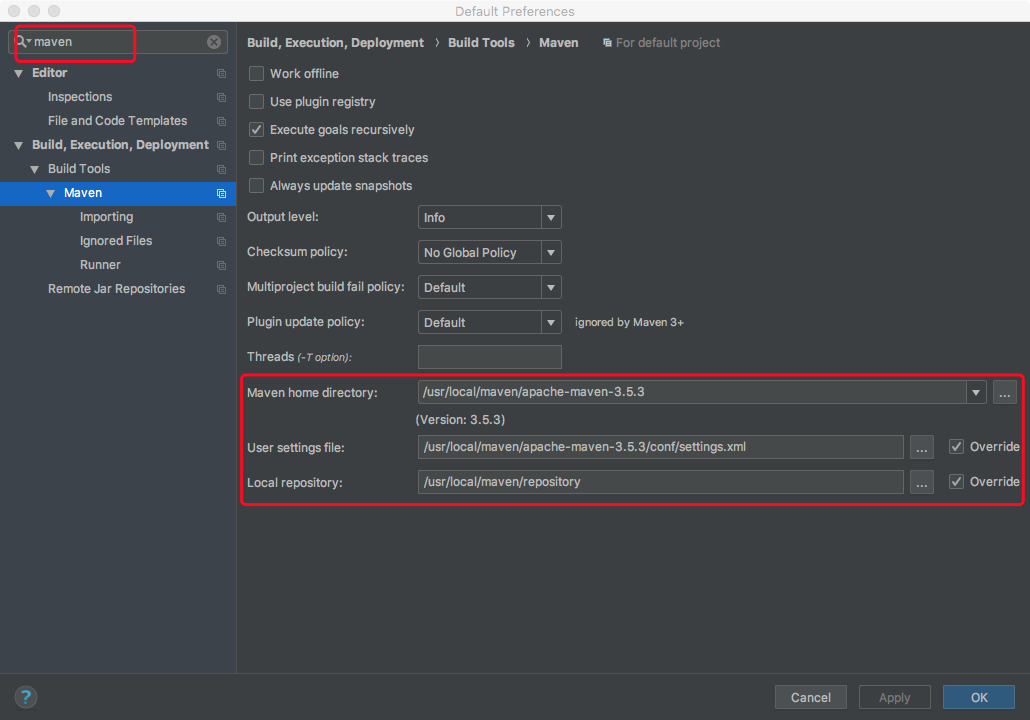 Default Preferences
maven
Editor
Inspections
File and Code Templates
Build, Execution, Deployment
Build Tools
Maven
Importing
Ignored Files
Runner
Remote Jar Repositories
Build, Execution, Deployment › Build Tools › Maven For default project
Work offline
Use plugin registry
Execute goals recursively
Print exception stack traces
Always update snapshots
Output level: Info
Checksum policy: No Global Policy
Multiproject build fail policy: Default
Plugin update policy: Default ignored by Maven 3+
Threads (-T option):
Maven home directory: /usr/local/maven/apache-maven-3.5.3 ...
(Version: 3.5.3)
User settings file: /usr/local/maven/apache-maven-3.5.3/conf/settings.xml ... Override
Local repository: /usr/local/maven/repository ... Override
? Cancel Apply OK